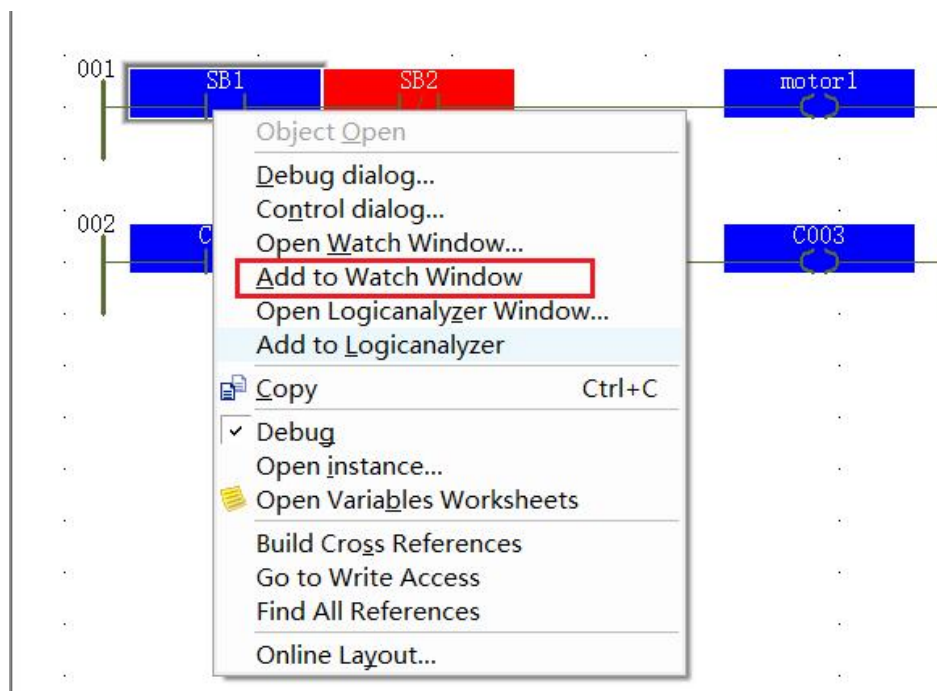 001 SB1 SB2 motor1
Object Open
Debug dialog...
Control dialog...
002 C C003
Open Watch Window...
Add to Watch Window
Open Logicanalyzer Window...
Add to Logicanalyzer
Copy Ctrl+C
Debug
Open instance...
Open Variables Worksheets
Build Cross References
Go to Write Access
Find All References
Online Layout...